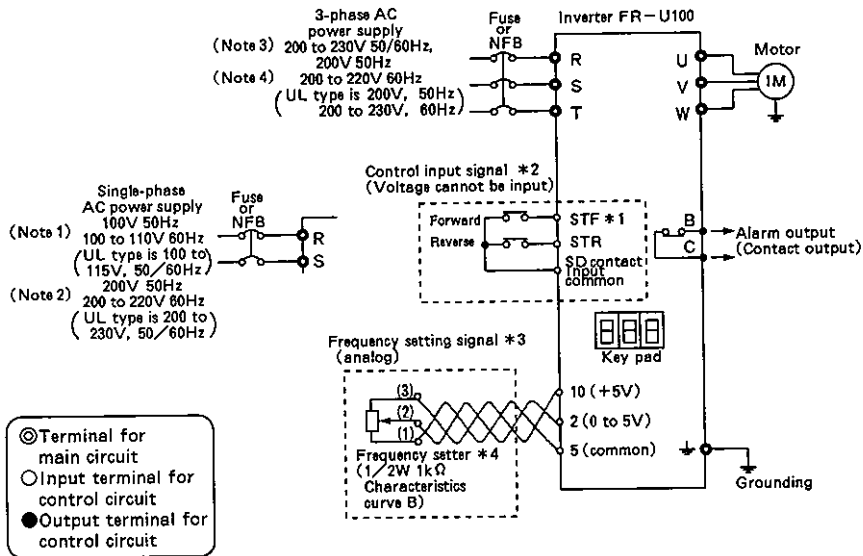 3-phase AC
power supply
(Note 3) 200 to 230V 50/60Hz,
200V 50Hz
(Note 4) 200 to 220V 60Hz
(UL type is 200V, 50Hz
200 to 230V, 60Hz)
Fuse
or
NFB
Inverter FR-U100
R
S
T
U
V
W
Motor
IM
Single-phase
AC power supply
100V 50Hz
(Note 1) 100 to 110V 60Hz
(UL type is 100 to
115V, 50/60Hz)
200V 50Hz
(Note 2) 200 to 220V 60Hz
(UL type is 200 to
230V, 50/60Hz)
Fuse
or
NFB
R
S
Control input signal *2
(Voltage cannot be input)
Forward
Reverse
STF *1
STR
SD contact
Input
common
B
C
Alarm output
(Contact output)
Key pad
Frequency setting signal *3
(analog)
(3)
(2)
(1)
10 (+5V)
2 (0 to 5V)
5 (common)
Frequency setter *4
(1/2W 1kΩ
Characteristics
curve B)
Grounding
Terminal for
main circuit
Input terminal for
control circuit
Output terminal for
control circuit